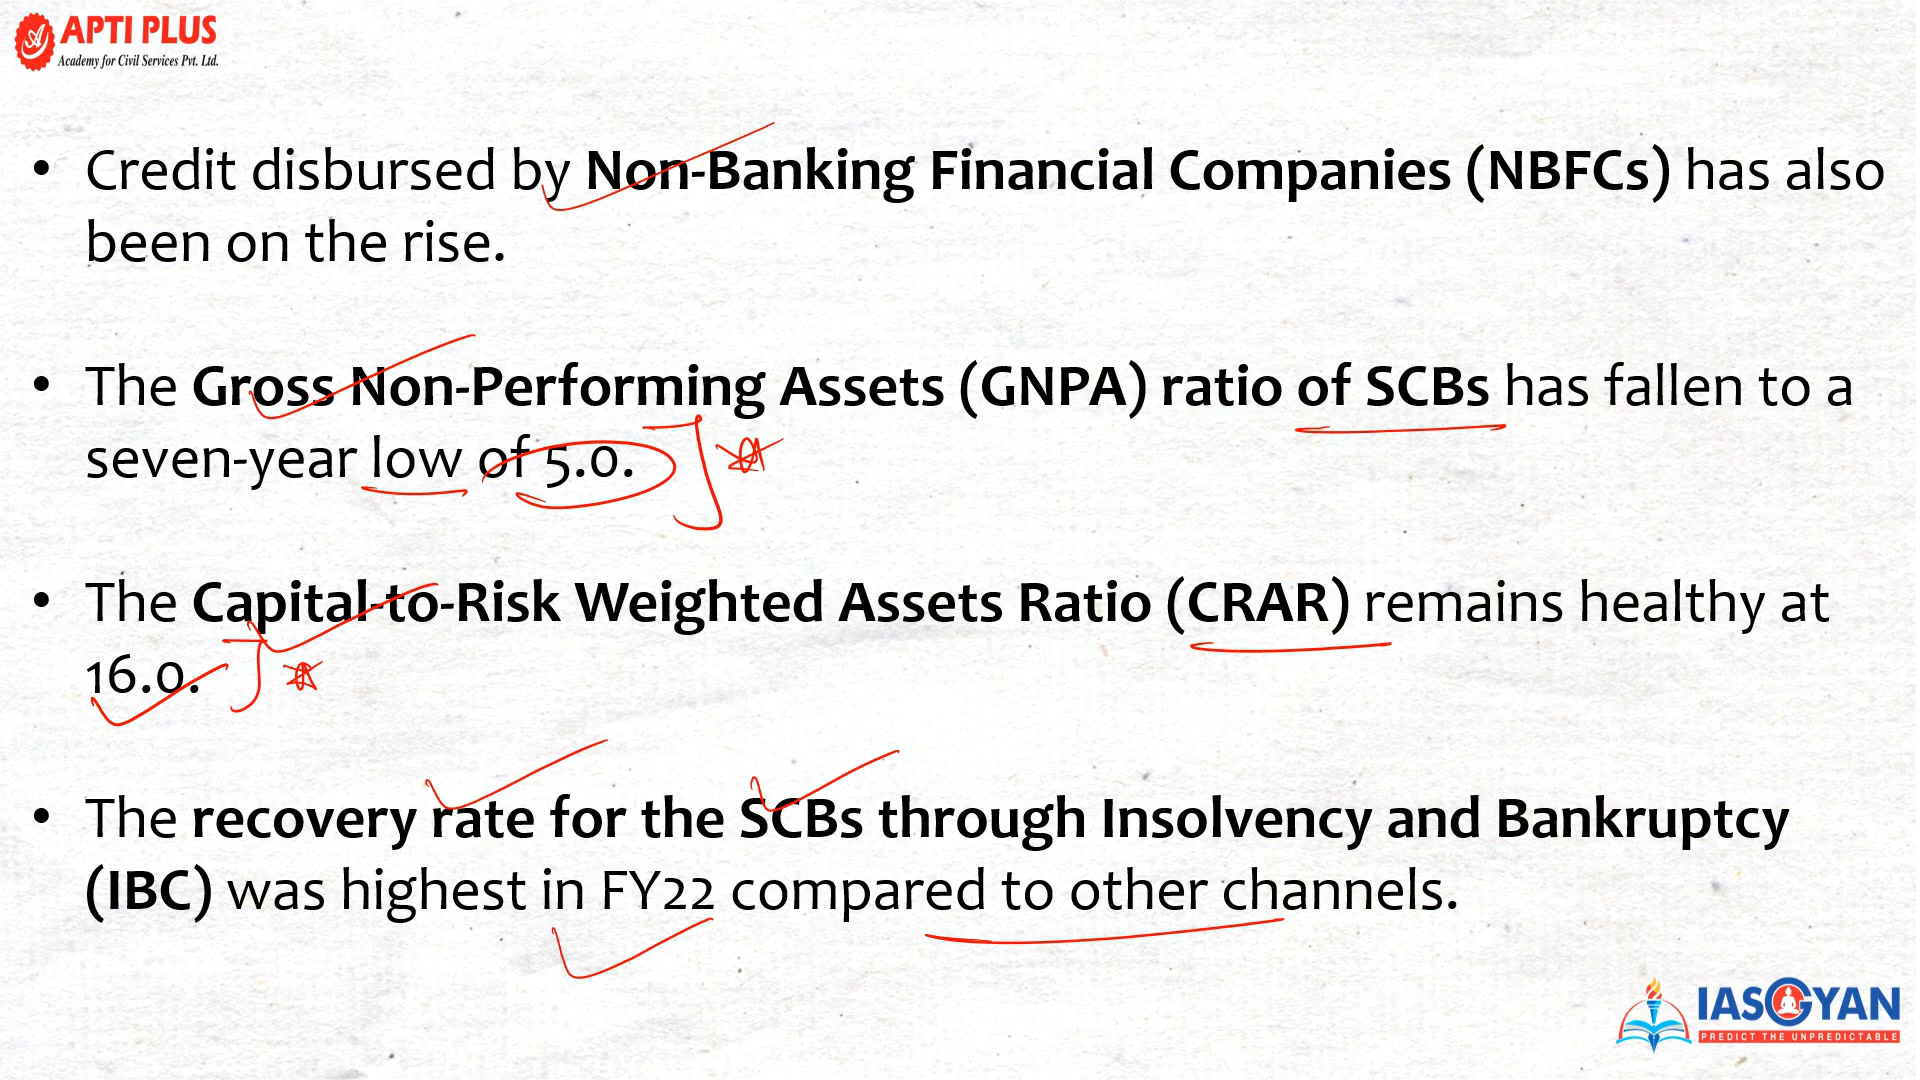 APTI PLUS
Academy for Civil Services Pvt. Ltd.
• Credit disbursed by Non-Banking Financial Companies (NBFCs) has also
been on the rise.
• The Gross Non-Performing Assets (GNPA) ratio of SCBs has fallen to a
seven-year low of 5.0.
• The Capital-to-Risk Weighted Assets Ratio (CRAR) remains healthy at
16.0.
• The recovery rate for the SCBs through Insolvency and Bankruptcy
(IBC) was highest in FY22 compared to other channels.
IASGYAN
PREDICT THE UNPREDICTABLE